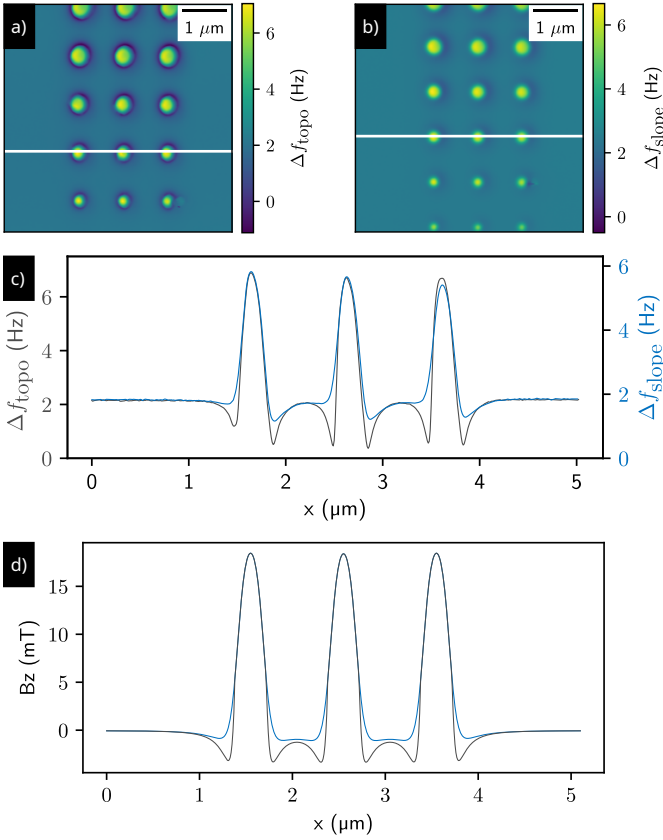 a)
1 μm
6
4
2
0
Δf_topo (Hz)
b)
1 μm
6
4
2
0
Δf_slope (Hz)
c)
6
4
2
0
Δf_topo (Hz)
6
4
2
0
Δf_slope (Hz)
0 1 2 3 4 5
x (μm)
d)
15
10
5
0
Bz (mT)
0 1 2 3 4 5
x (μm)